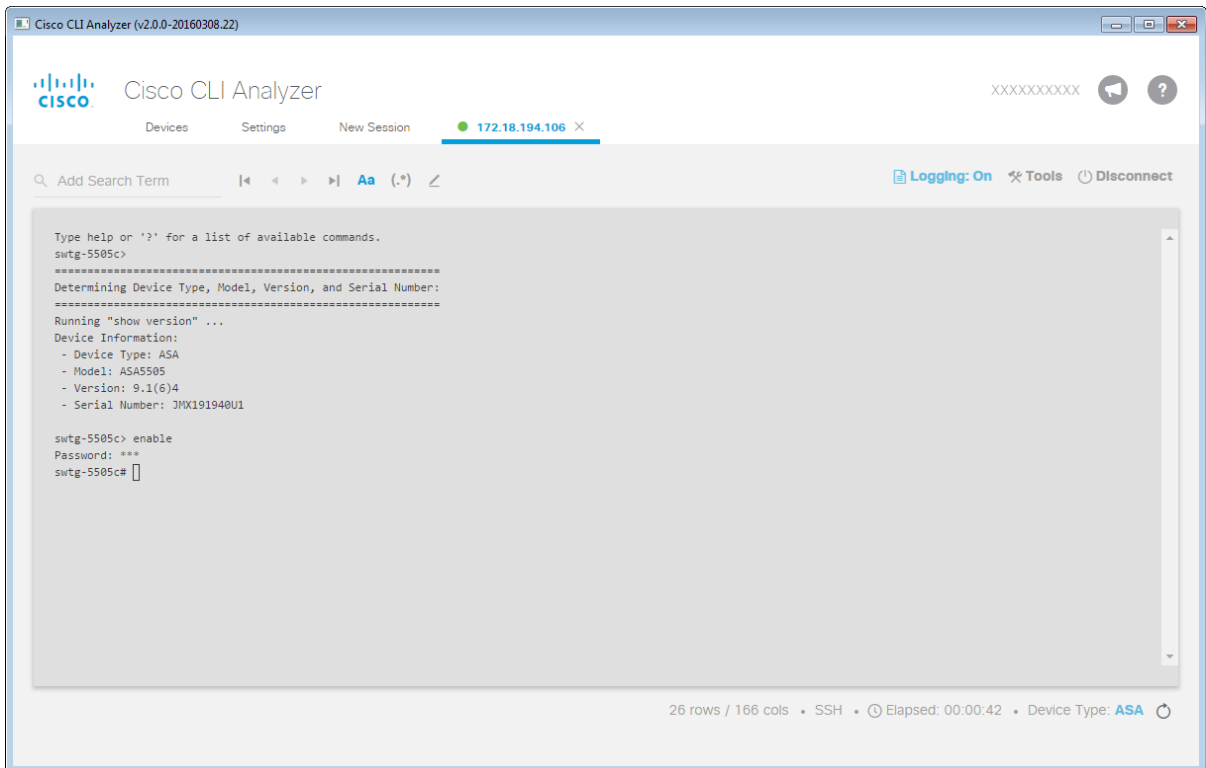 Cisco CLI Analyzer (v2.0.0-20160308.22)
CISCO.
Cisco CLI Analyzer
XXXXXXXXXX
?
Devices
Settings
New Session
172.18.194.106
Add Search Term
Aa
(.*)
Logging: On
Tools
Disconnect
Type help or '?' for a list of available commands.
swtg-5505c>
===========================================================
Determining Device Type, Model, Version, and Serial Number:
===========================================================
Running "show version" ...
Device Information:
- Device Type: ASA
- Model: ASA5505
- Version: 9.1(6)4
- Serial Number: JMX191940U1
swtg-5505c> enable
Password: ***
swtg-5505c#
26 rows / 166 cols • SSH • Elapsed: 00:00:42 • Device Type: ASA